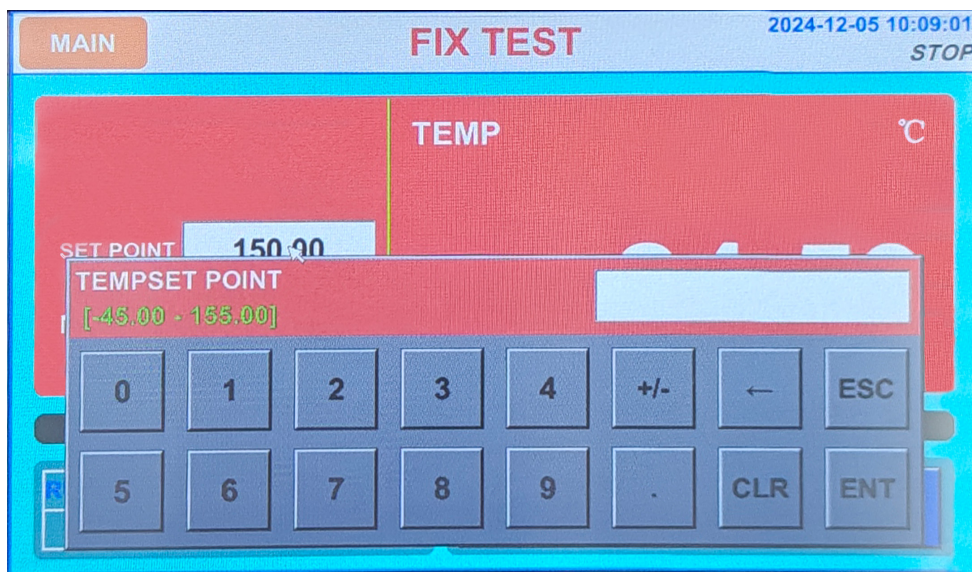 MAIN
FIX TEST
2024-12-05 10:09:01
STOP
TEMP
℃
SET POINT
150.00
TEMPSET POINT
[-45.00 - 155.00]
0 1 2 3 4 +/- ← ESC
5 6 7 8 9 . CLR ENT